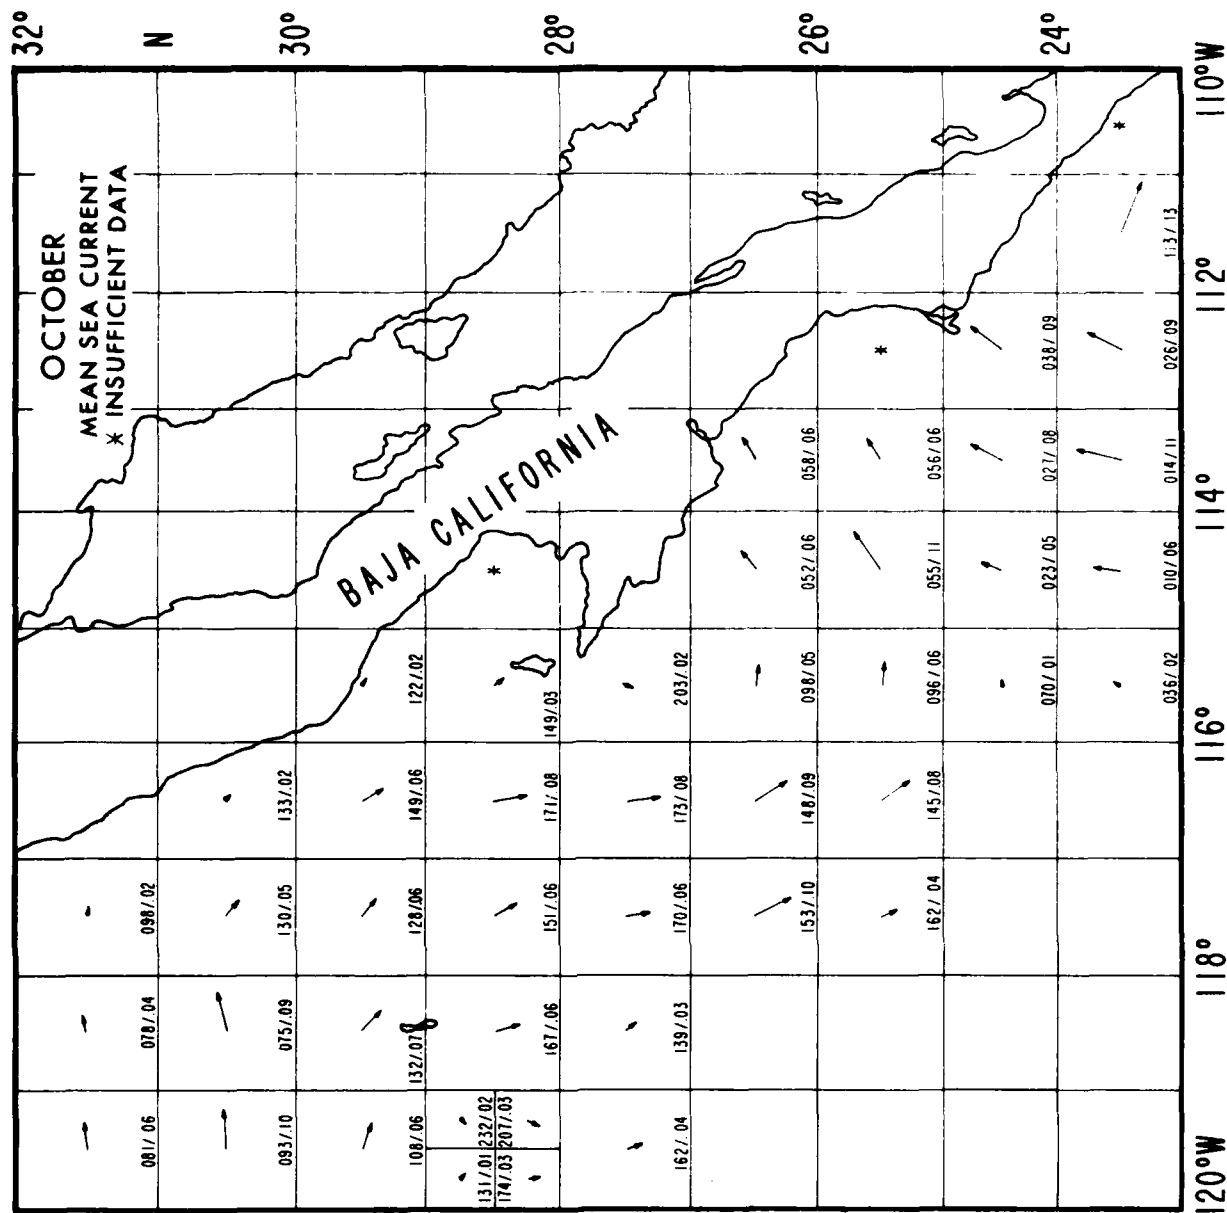 32°
OCTOBER
MEAN SEA CURRENT
* INSUFFICIENT DATA
N
081/.06 078/.04 098/.02
30°
093/.10 075/.09 130/.05 133/.02
BAJA CALIFORNIA
108/.06 132/.07 128/.06 149/.06 122/.02
*
131/.01 232/.02
174/.03 207/.03
167/.06 151/.06 171/.08 149/.03
28°
162/.04 139/.03 170/.06 173/.08 203/.02
153/.10 148/.09 098/.05 052/.06 058/.06
26°
*
162/.04 145/.08 096/.06 055/.11 056/.06
070/.01 023/.05 027/.08 038/.09
24°
*
036/.02 010/.06 014/.11 026/.09 113/.13
120°W 118° 116° 114° 112° 110°W